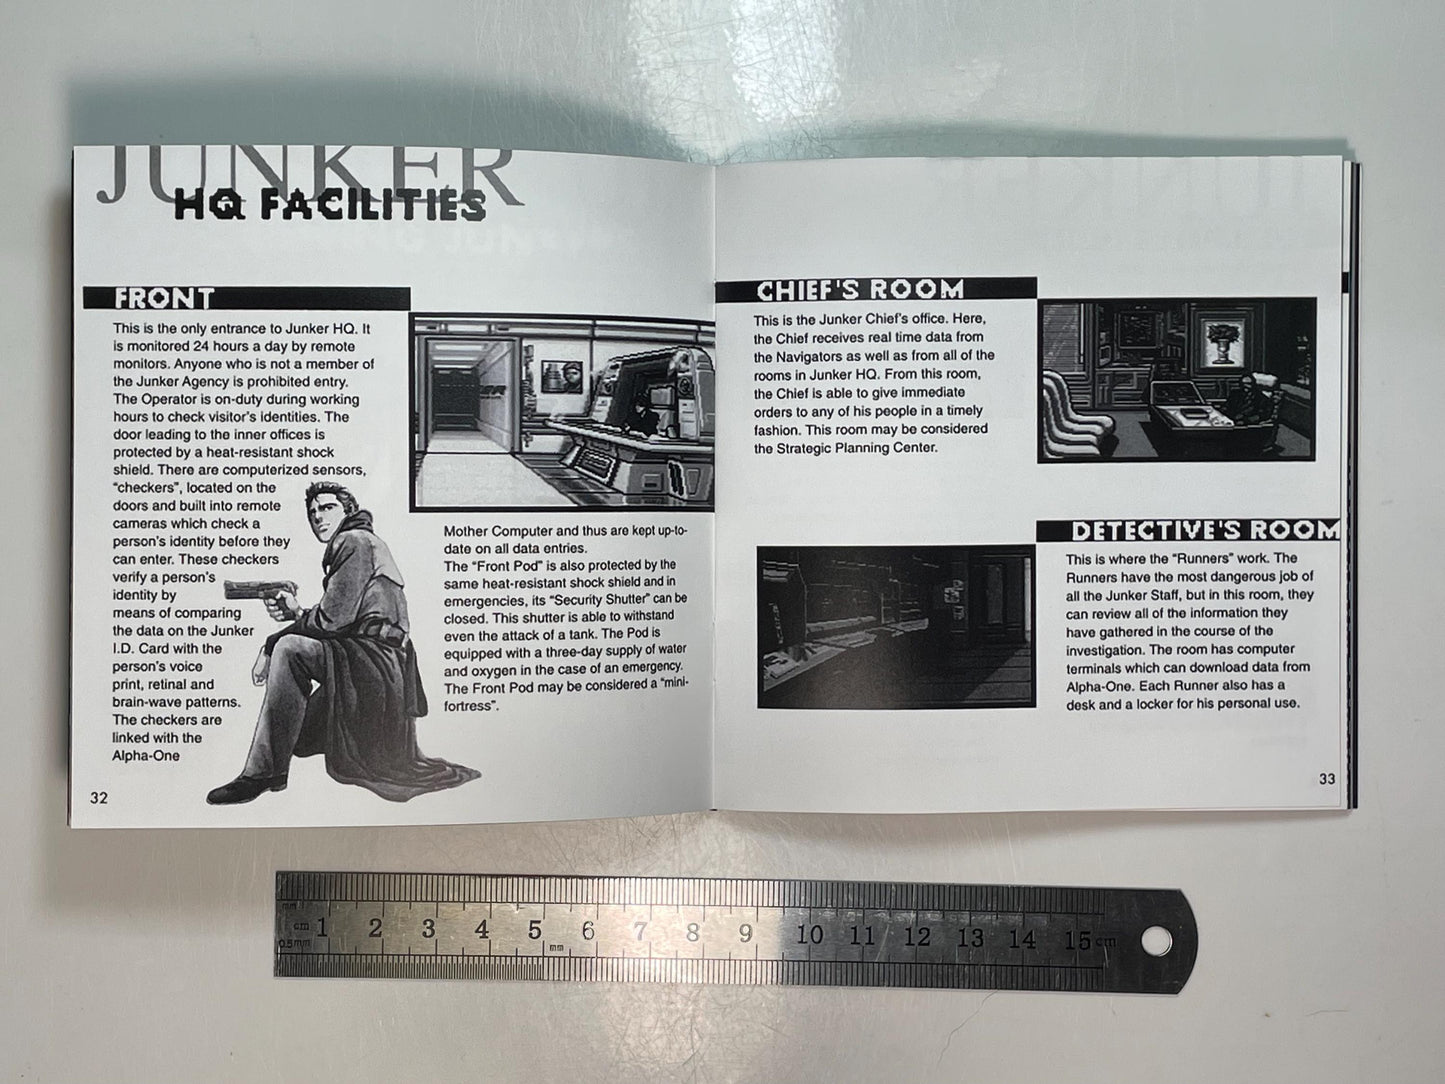 JUNKER
HQ FACILITIES
FRONT
This is the only entrance to Junker HQ. It
is monitored 24 hours a day by remote
monitors. Anyone who is not a member of
the Junker Agency is prohibited entry.
The Operator is on-duty during working
hours to check visitor's identities. The
door leading to the inner offices is
protected by a heat-resistant shock
shield. There are computerized sensors,
“checkers”, located on the
doors and built into remote
cameras which check a
person's identity before they
can enter. These checkers
verify a person's
identity by
means of comparing
the data on the Junker
I.D. Card with the
person's voice
print, retinal and
brain-wave patterns.
The checkers are
linked with the
Alpha-One
Mother Computer and thus are kept up-to-
date on all data entries.
The “Front Pod” is also protected by the
same heat-resistant shock shield and in
emergencies, its “Security Shutter” can be
closed. This shutter is able to withstand
even the attack of a tank. The Pod is
equipped with a three-day supply of water
and oxygen in the case of an emergency.
The Front Pod may be considered a “mini-
fortress”.
32
CHIEF'S ROOM
This is the Junker Chief's office. Here,
the Chief receives real time data from
the Navigators as well as from all of the
rooms in Junker HQ. From this room,
the Chief is able to give immediate
orders to any of his people in a timely
fashion. This room may be considered
the Strategic Planning Center.
DETECTIVE'S ROOM
This is where the “Runners” work. The
Runners have the most dangerous job of
all the Junker Staff, but in this room, they
can review all of the information they
have gathered in the course of the
investigation. The room has computer
terminals which can download data from
Alpha-One. Each Runner also has a
desk and a locker for his personal use.
33
mm
cm 1 2 3 4 5 6 7 8 9 10 11 12 13 14 15 cm
0.5mm mm